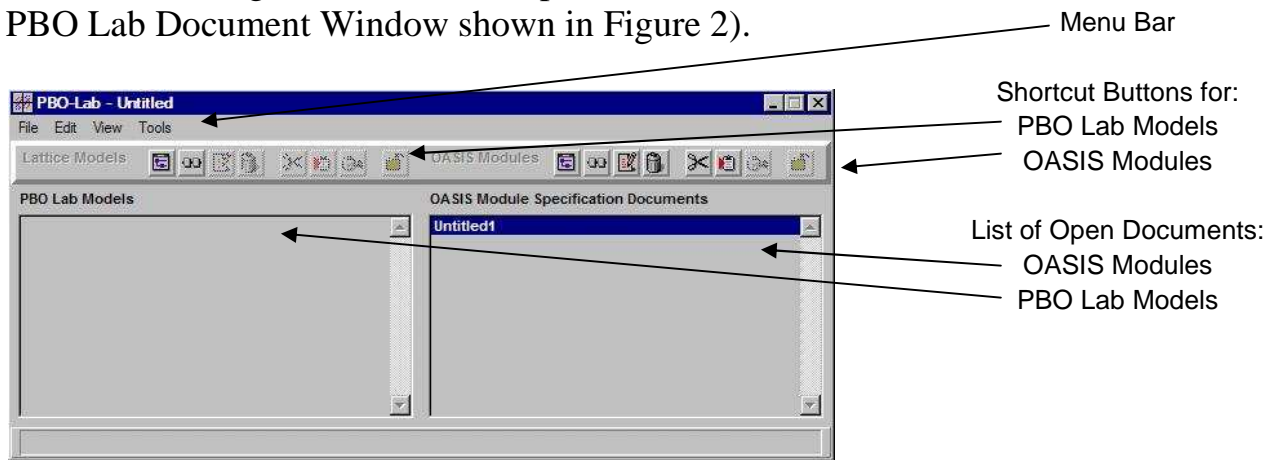 PBO Lab Document Window shown in Figure 2).
Menu Bar
PBO-Lab - Untitled
File Edit View Tools
Lattice Models
OASIS Modules
PBO Lab Models
OASIS Module Specification Documents
Untitled1
Shortcut Buttons for:
PBO Lab Models
OASIS Modules
List of Open Documents:
OASIS Modules
PBO Lab Models